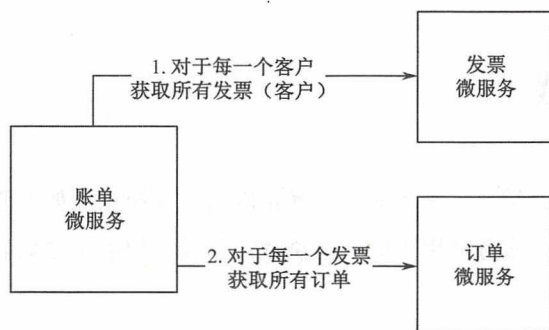 1. 对于每一个客户
获取所有发票（客户）
发票
微服务
账单
微服务
2. 对于每一个发票
获取所有订单
订单
微服务